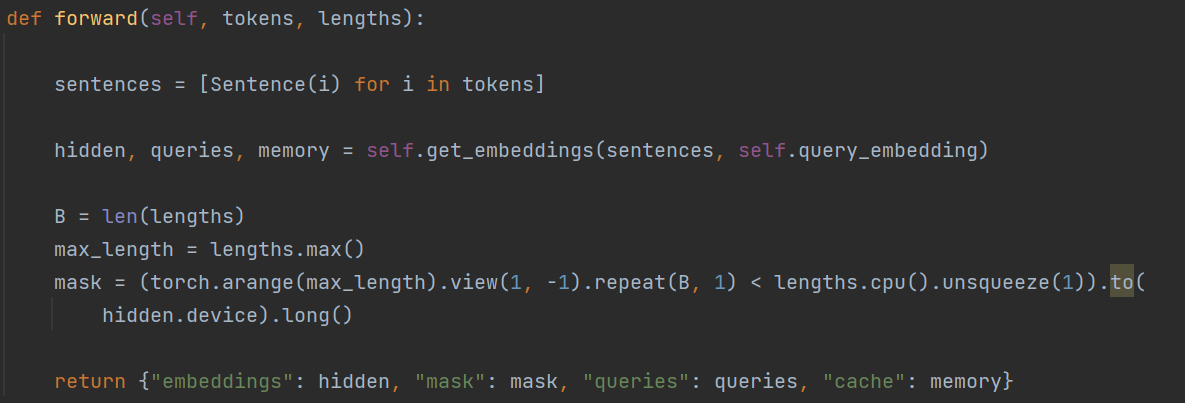 def forward(self, tokens, lengths):
sentences = [Sentence(i) for i in tokens]
hidden, queries, memory = self.get_embeddings(sentences, self.query_embedding)
B = len(lengths)
max_length = lengths.max()
mask = (torch.arange(max_length).view(1, -1).repeat(B, 1) < lengths.cpu().unsqueeze(1)).to(
hidden.device).long()
return {"embeddings": hidden, "mask": mask, "queries": queries, "cache": memory}